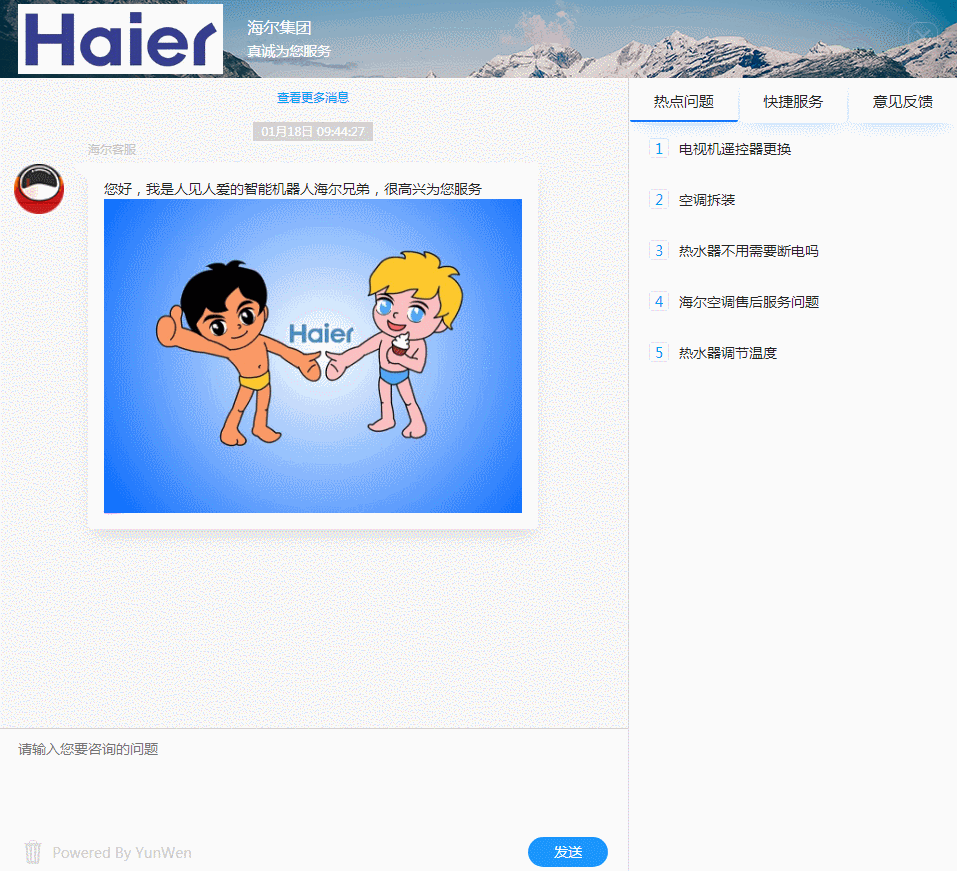 Haier
海尔集团
真诚为您服务
查看更多消息
01月18日 09:44:27
海尔客服
您好，我是人见人爱的智能机器人海尔兄弟，很高兴为您服务
Haier
请输入您要咨询的问题
Powered By YunWen
发送
热点问题 快捷服务 意见反馈
1 电视机遥控器更换
2 空调拆装
3 热水器不用需要断电吗
4 海尔空调售后服务问题
5 热水器调节温度